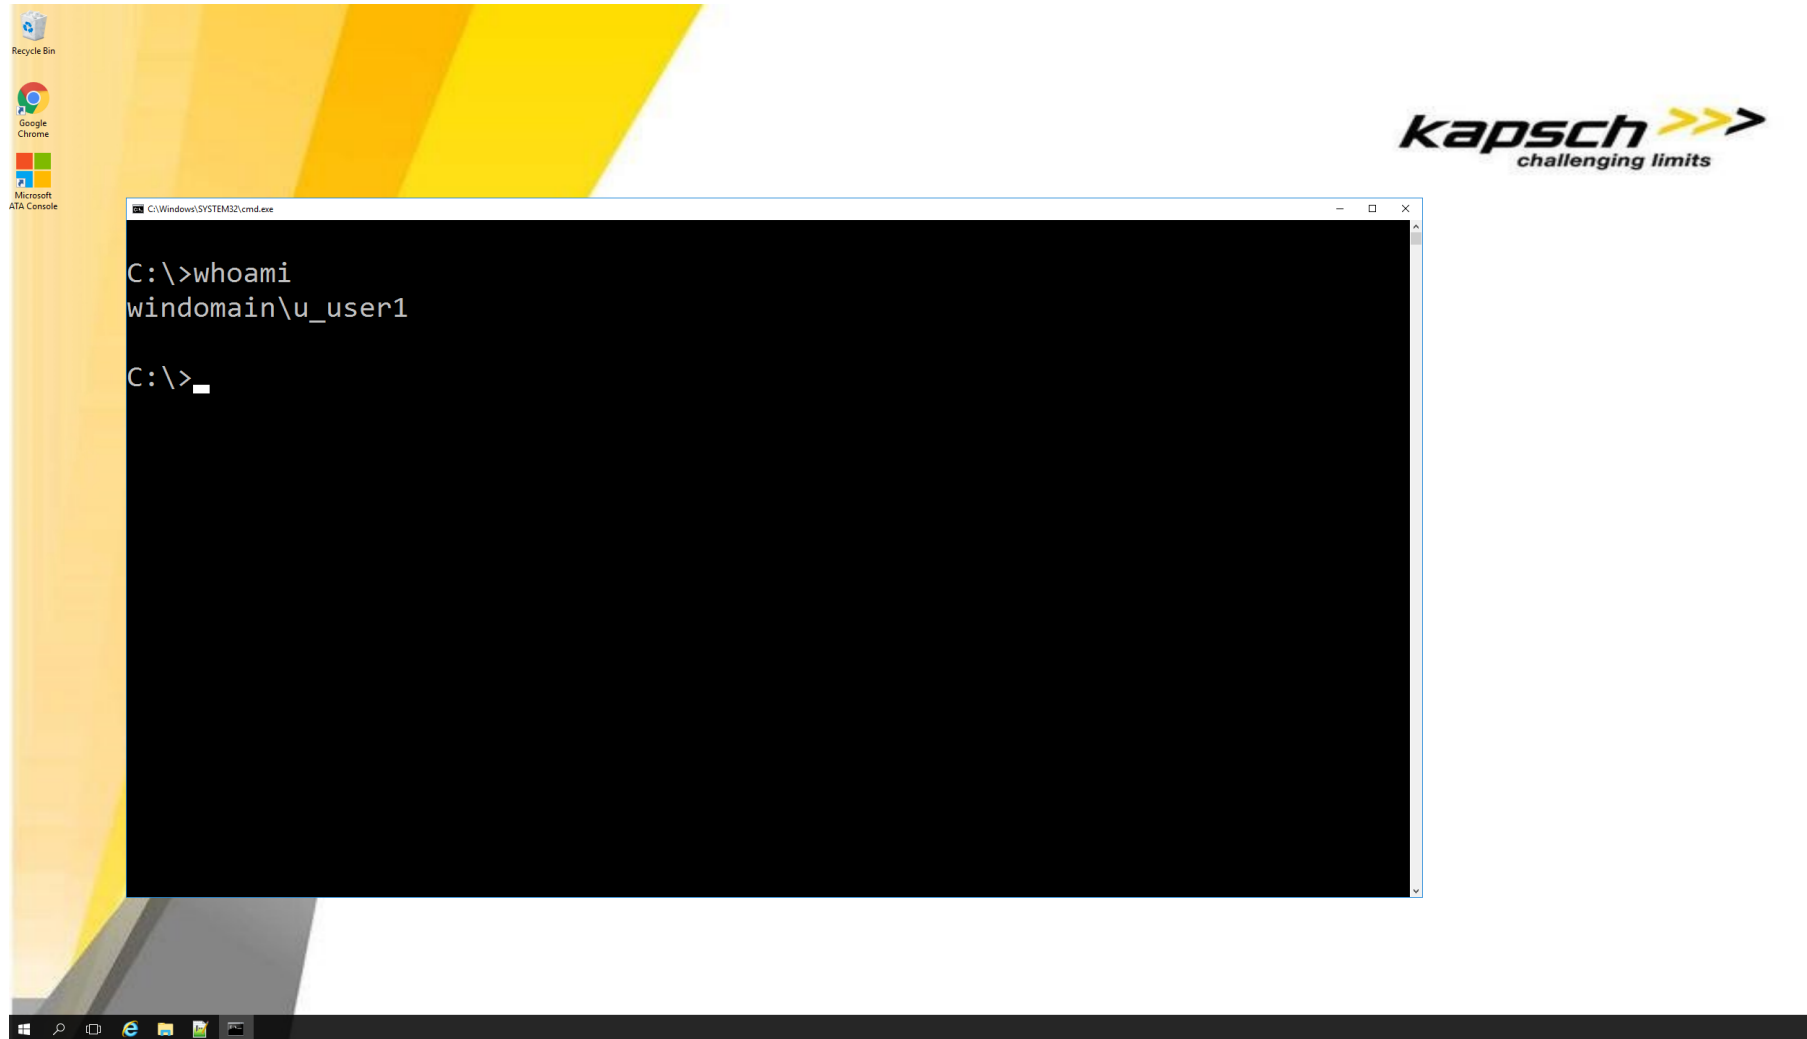 Recycle Bin
Google
Chrome
Microsoft
ATA Console
kapsch >>>
challenging limits
C:\Windows\SYSTEM32\cmd.exe
C:\>whoami
windomain\u_user1
C:\>